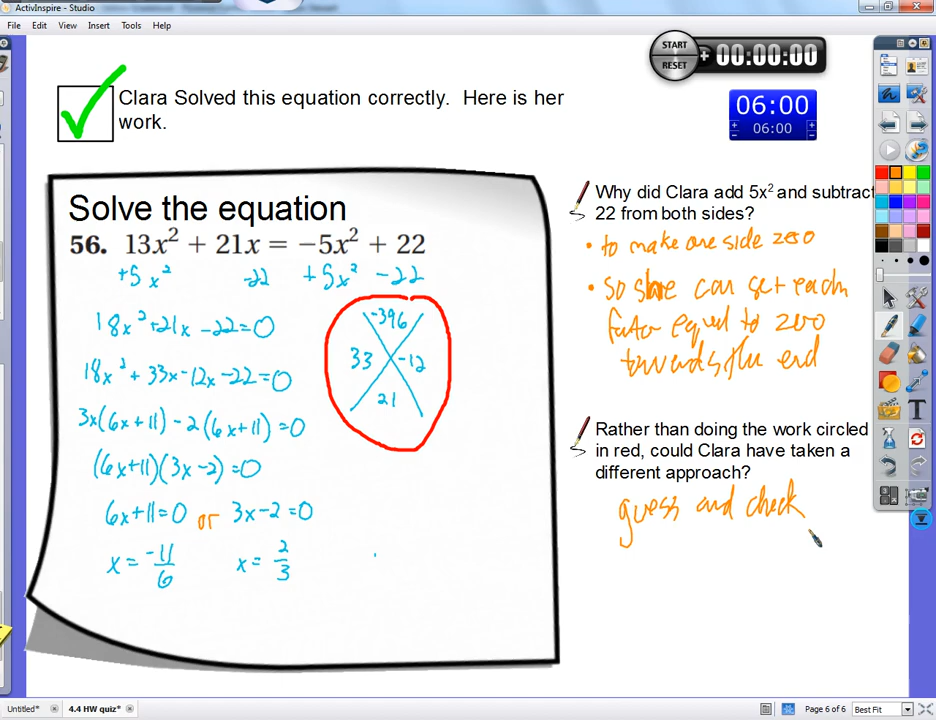 ActivInspire - Studio
File Edit View Insert Tools Help
START
RESET
+ 00:00:00
06:00
06:00
Clara Solved this equation correctly. Here is her
work.
Solve the equation
56. 13x² + 21x = −5x² + 22
+5x² -22 +5x² -22
18x²+21x-22=0
18x²+33x-12x-22=0
3x(6x+11)-2(6x+11)=0
(6x+11)(3x-2)=0
6x+11=0 or 3x-2=0
x = -11/6 x = 2/3
-396
33 -12
21
Why did Clara add 5x² and subtract
22 from both sides?
• to make one side zero
• so she can set each
factor equal to zero
towards the end
Rather than doing the work circled
in red, could Clara have taken a
different approach?
guess and check
Untitled* 4.4 HW quiz* Page 6 of 6 Best Fit